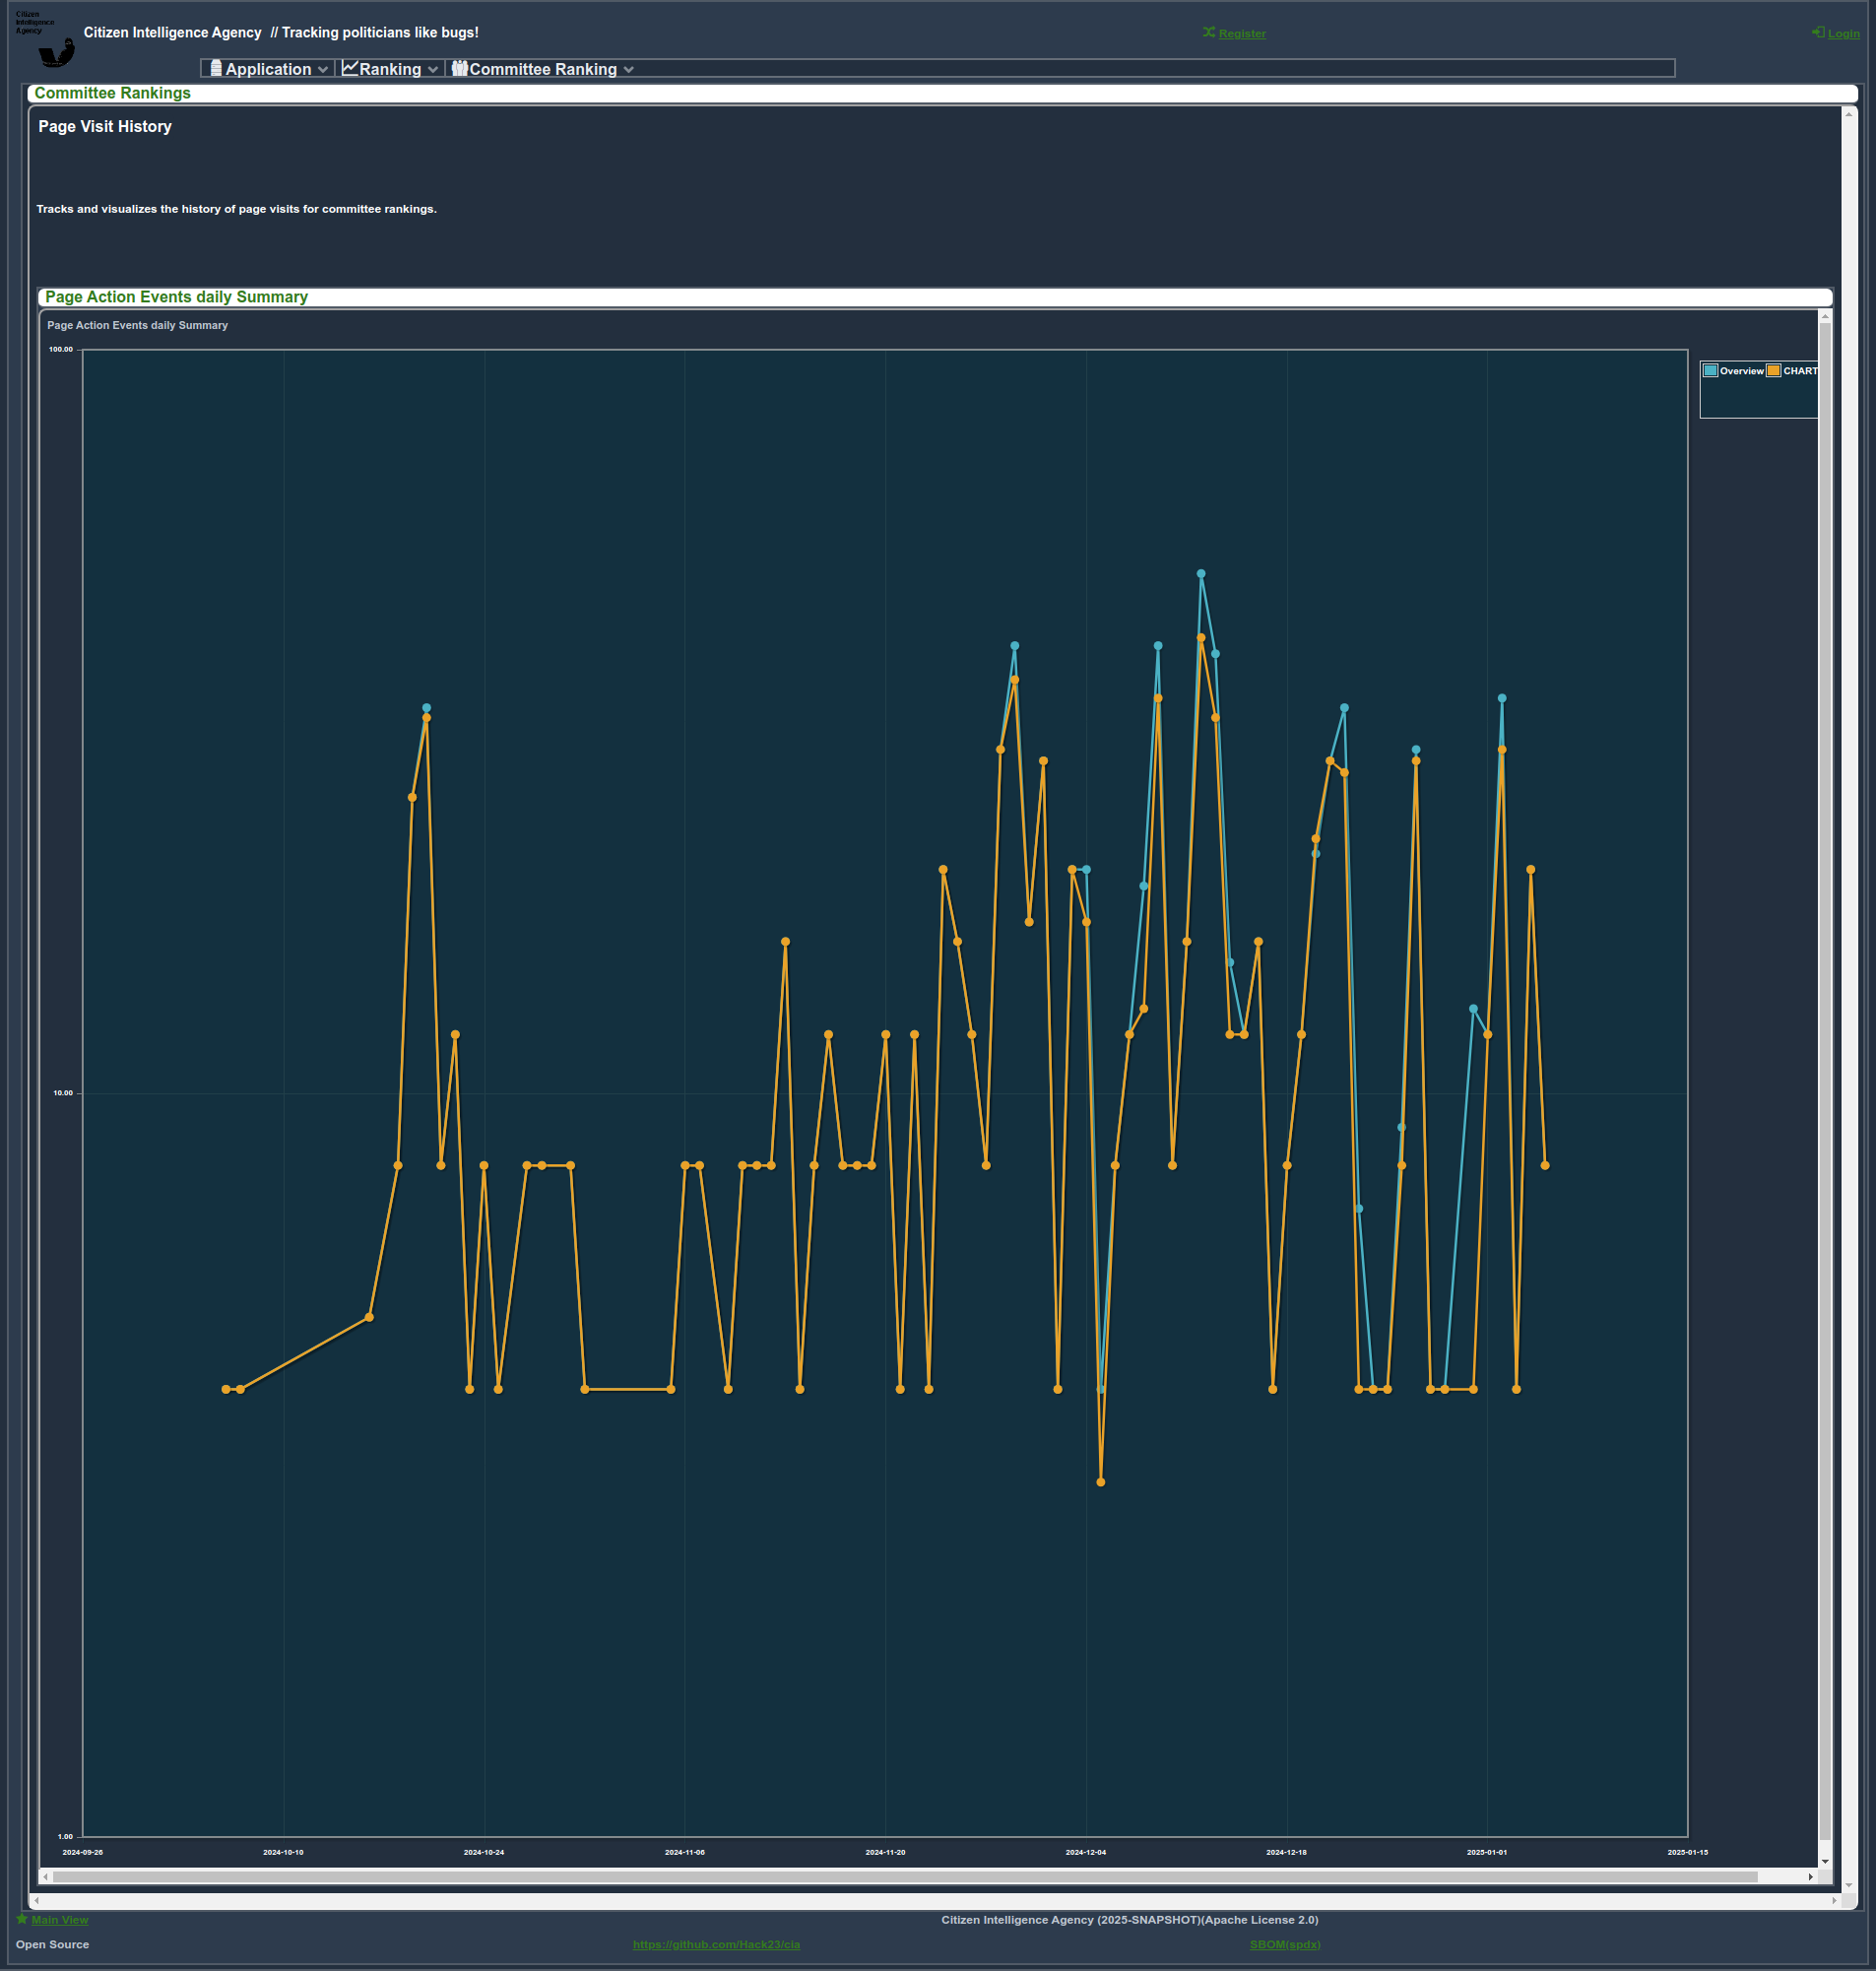 Citizen
Intelligence
Agency
Citizen Intelligence Agency // Tracking politicians like bugs!
Register
Login
Application
Ranking
Committee Ranking
Committee Rankings
Page Visit History
Tracks and visualizes the history of page visits for committee rankings.
Page Action Events daily Summary
Page Action Events daily Summary
100.00
Overview CHART
10.00
1.00
2024-09-26 2024-10-10 2024-10-24 2024-11-06 2024-11-20 2024-12-04 2024-12-18 2025-01-01 2025-01-15
Main View
Citizen Intelligence Agency (2025-SNAPSHOT)(Apache License 2.0)
Open Source
https://github.com/Hack23/cia
SBOM(spdx)